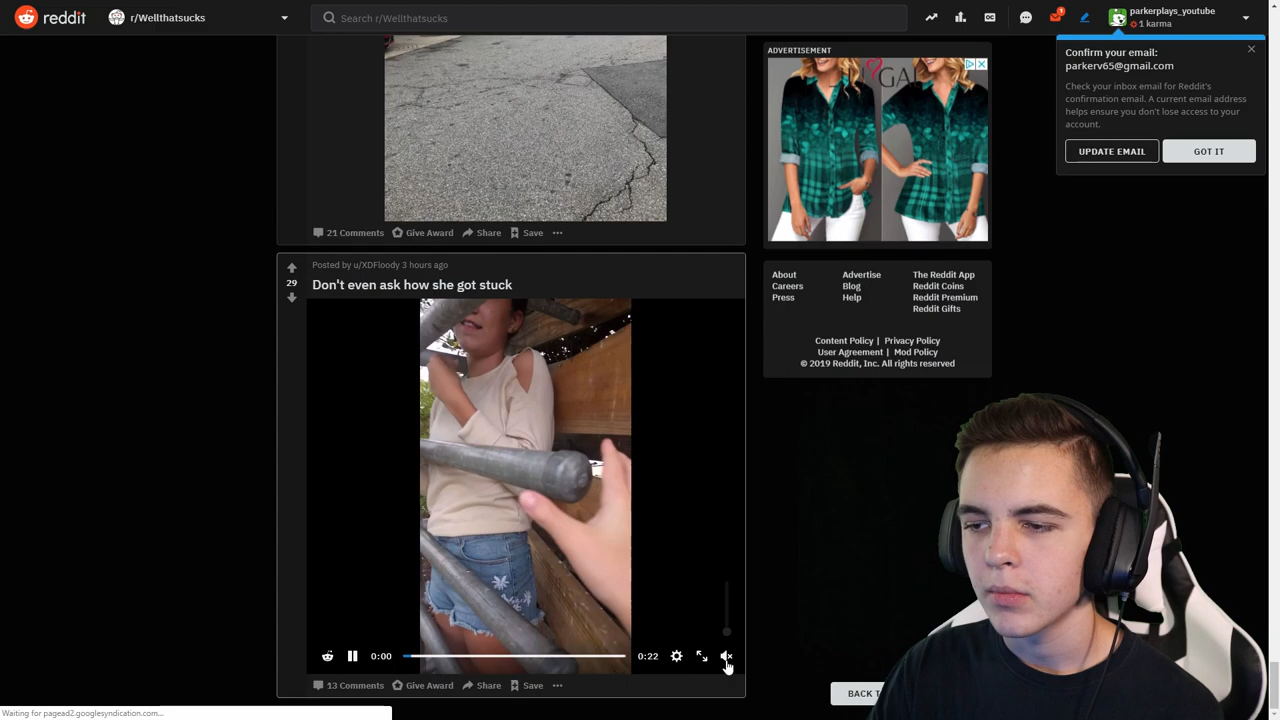 reddit
r/Wellthatsucks
Search r/Wellthatsucks
parkerplays_youtube
1 karma
Confirm your email:
parkerv65@gmail.com
Check your inbox email for Reddit's
confirmation email. A current email address
helps ensure you don't lose access to your
account.
UPDATE EMAIL
GOT IT
ADVERTISEMENT
21 Comments
Give Award
Share
Save
Posted by u/XDFloody 3 hours ago
29
Don't even ask how she got stuck
0:00
0:22
13 Comments
Give Award
Share
Save
About
Careers
Press
Advertise
Blog
Help
The Reddit App
Reddit Coins
Reddit Premium
Reddit Gifts
Content Policy | Privacy Policy
User Agreement | Mod Policy
© 2019 Reddit, Inc. All rights reserved
BACK
Waiting for pagead2.googlesyndication.com...